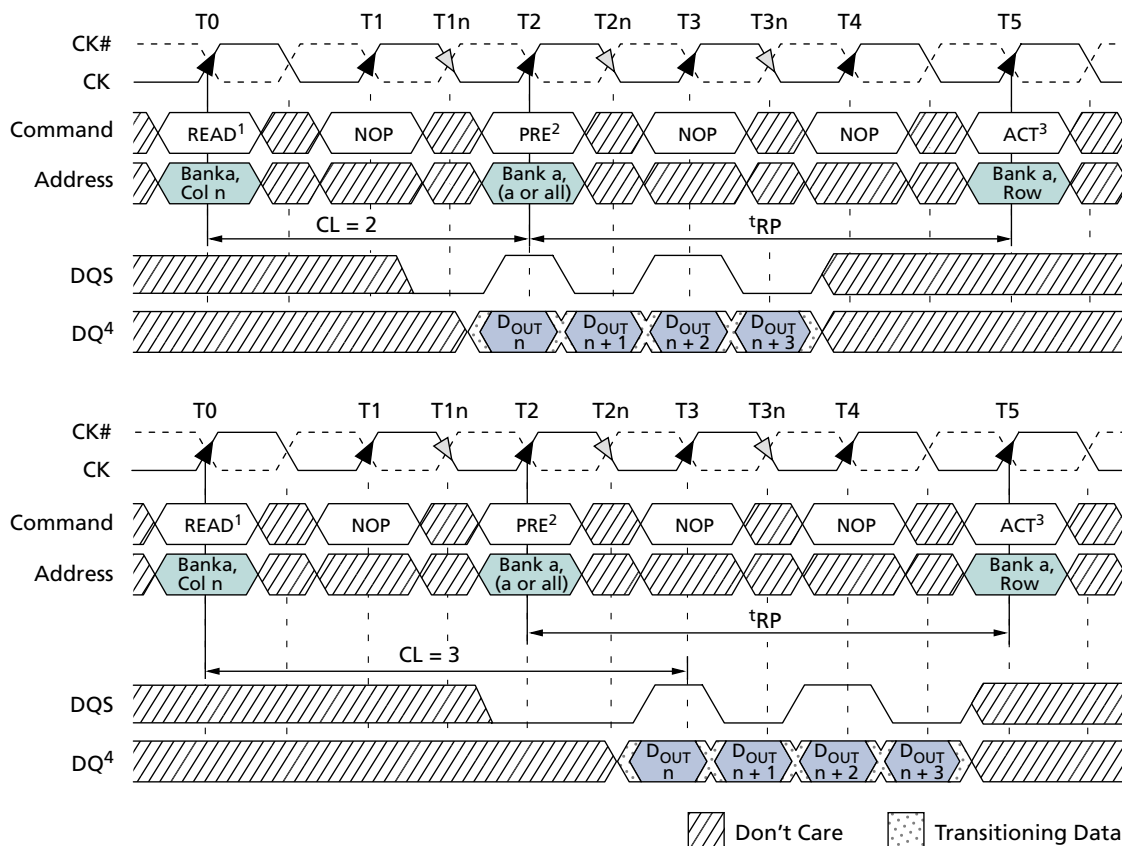 T0 T1 T1n T2 T2n T3 T3n T4 T5
CK#
CK
Command READ¹ NOP PRE² NOP NOP ACT³
Address Banka, Col n Bank a, (a or all) Bank a, Row
CL = 2 ᵗRP
DQS
DQ⁴ DOUT n DOUT n + 1 DOUT n + 2 DOUT n + 3
T0 T1 T1n T2 T2n T3 T3n T4 T5
CK#
CK
Command READ¹ NOP PRE² NOP NOP ACT³
Address Banka, Col n Bank a, (a or all) Bank a, Row
ᵗRP
CL = 3
DQS
DQ⁴ DOUT n DOUT n + 1 DOUT n + 2 DOUT n + 3
Don't Care Transitioning Data